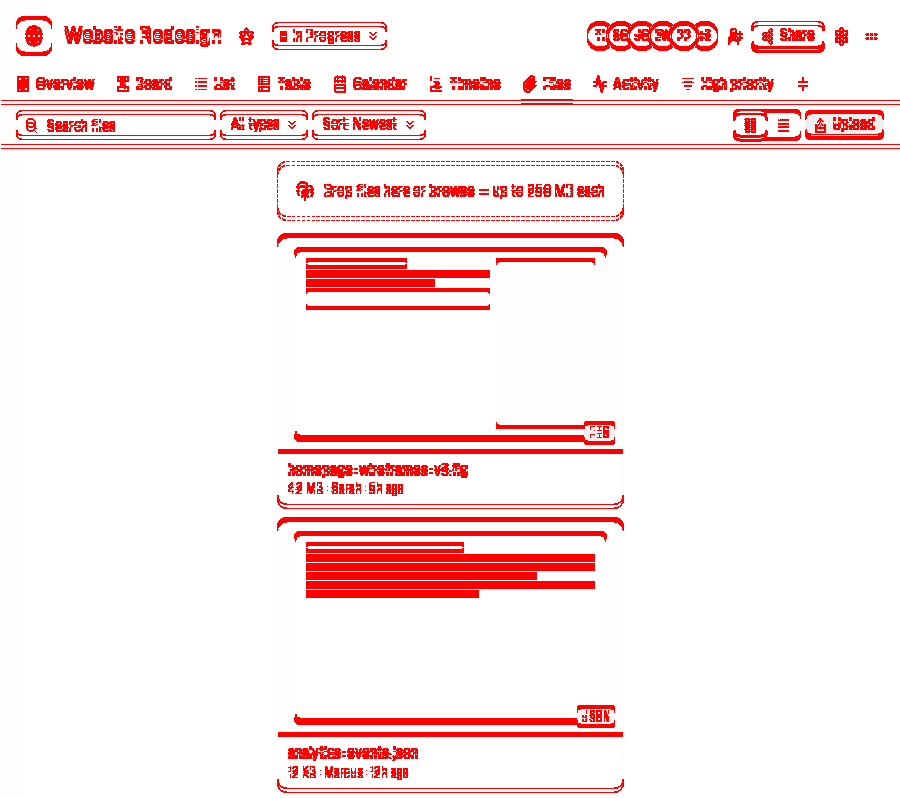 Website Redesign
In Progress
Share
Overview
Board
List
Table
Calendar
Timeline
Files
Activity
High priority
Search files
All types
Sort: Newest
Upload
Drop files here or browse — up to 250 MB each
FIG
homepage-wireframes-v3.fig
4.2 MB · Sarah · 5h ago
JSON
analytics-events.json
12 KB · Marcus · 12h ago